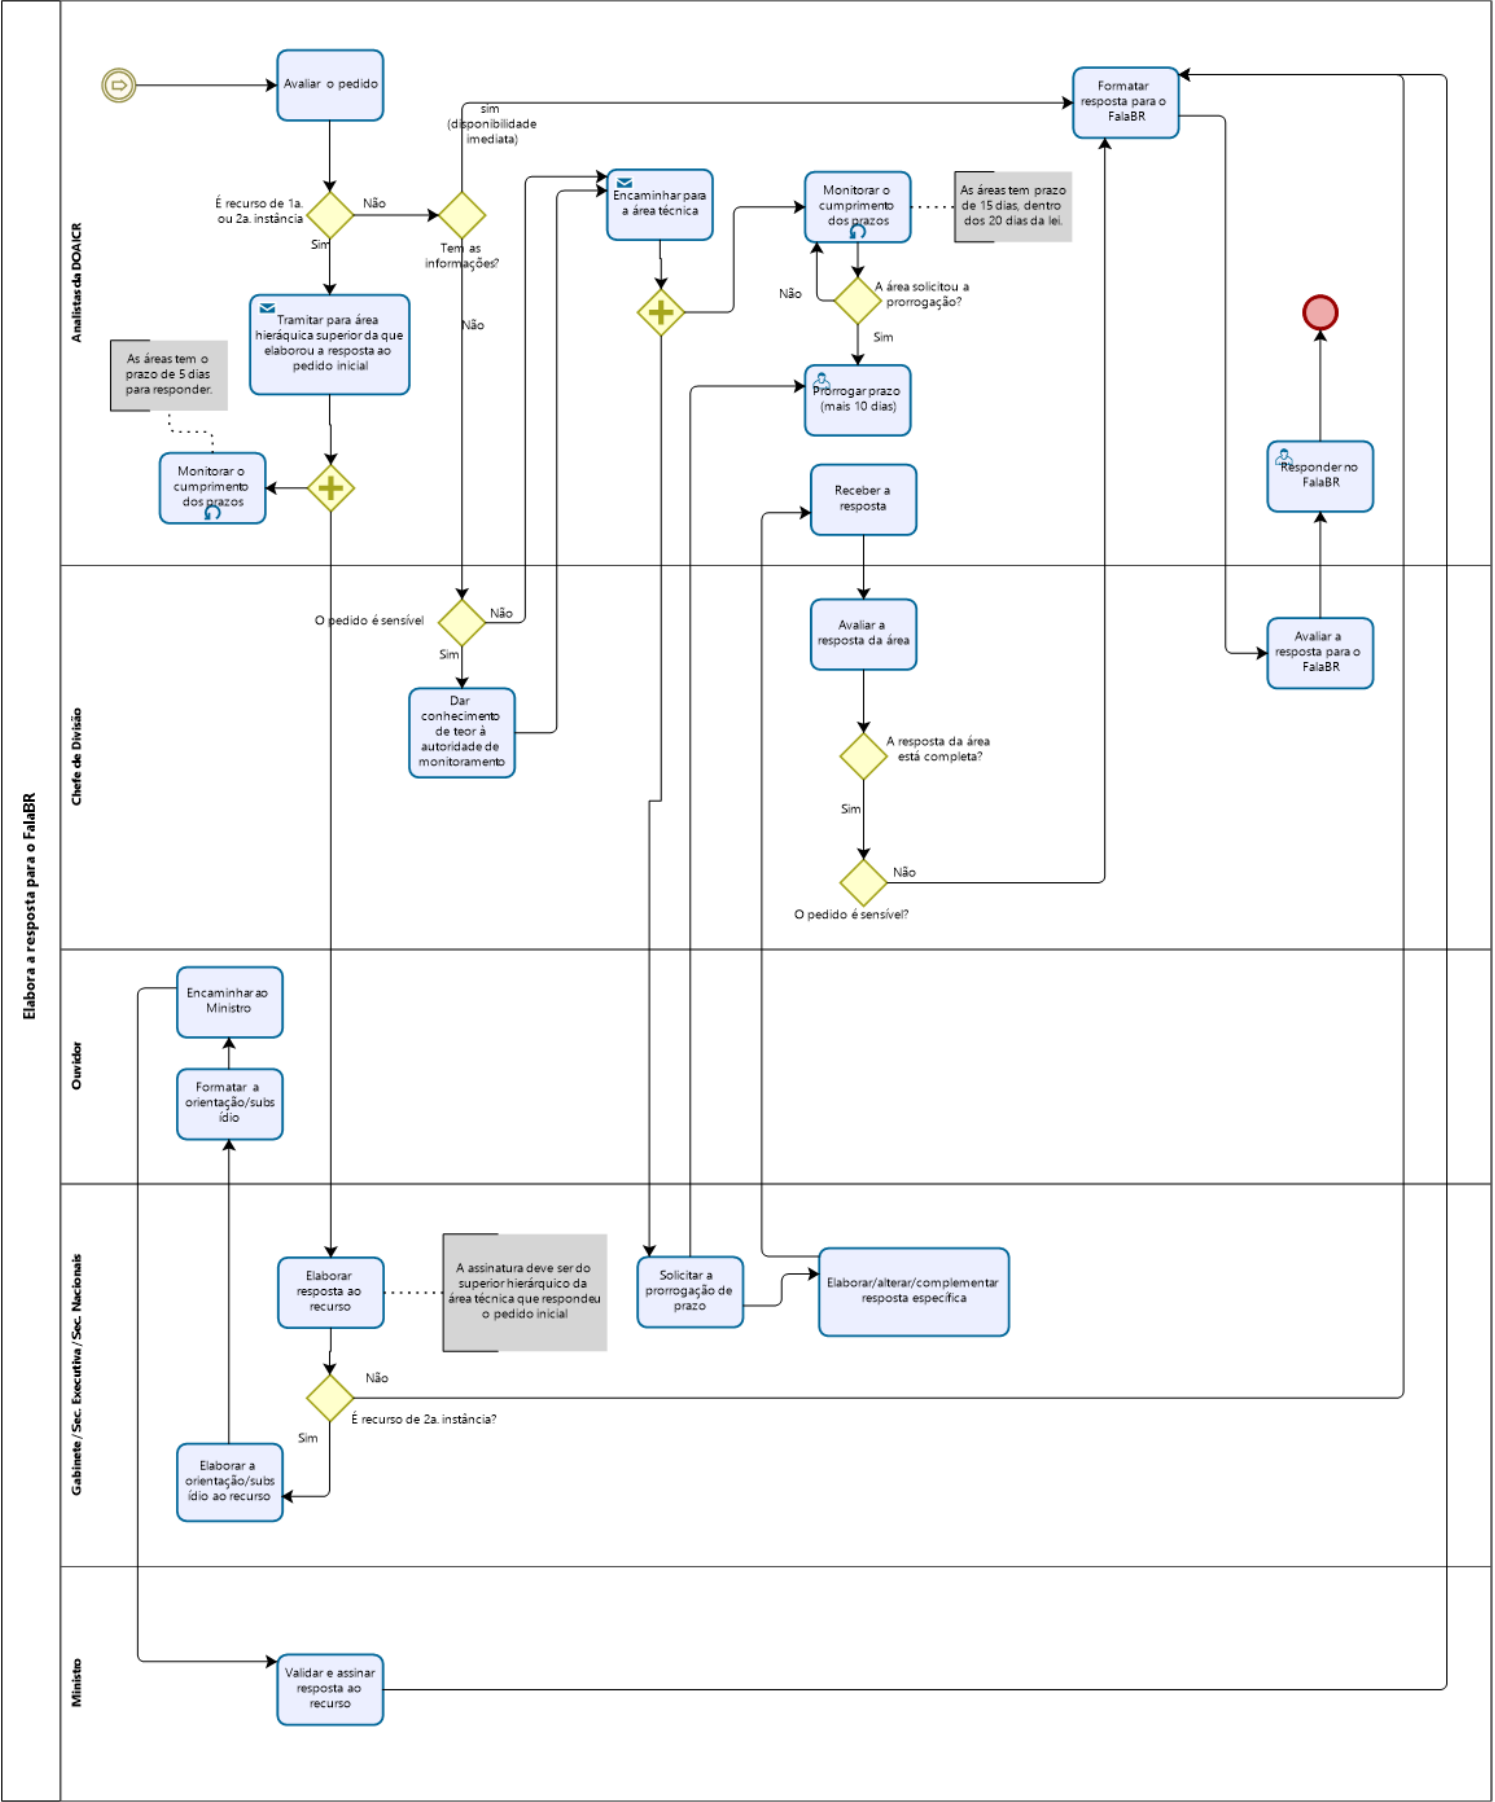 Elabora a resposta para o FalaBR
Analistas da DOAICR
Avaliar o pedido
É recurso de 1a.
ou 2a. instância
Não
Sim
sim
(disponibilidade
imediata)
Tem as
informações?
Não
Tramitar para área
hieráquica superior da que
elaborou a resposta ao
pedido inicial
As áreas tem o
prazo de 5 dias
para responder.
Monitorar o
cumprimento
dos prazos
Encaminhar para
a área técnica
Monitorar o
cumprimento
dos prazos
As áreas tem prazo
de 15 dias, dentro
dos 20 dias da lei.
A área solicitou a
prorrogação?
Não
Sim
Prorrogar prazo
(mais 10 dias)
Receber a
resposta
Formatar
resposta para o
FalaBR
Responder no
FalaBR
Chefe de Divisão
O pedido é sensível
Não
Sim
Dar
conhecimento
de teor à
autoridade de
monitoramento
Avaliar a
resposta da área
A resposta da área
está completa?
Sim
Não
O pedido é sensível?
Avaliar a
resposta para o
FalaBR
Ouvidor
Encaminhar ao
Ministro
Formatar a
orientação/subs
ídio
Gabinete / Sec. Executiva / Sec. Nacionais
Elaborar
resposta ao
recurso
A assinatura deve ser do
superior hierárquico da
área técnica que respondeu
o pedido inicial
Solicitar a
prorrogação de
prazo
Elaborar/alterar/complementar
resposta específica
Não
É recurso de 2a. instância?
Sim
Elaborar a
orientação/subs
ídio ao recurso
Ministro
Validar e assinar
resposta ao
recurso